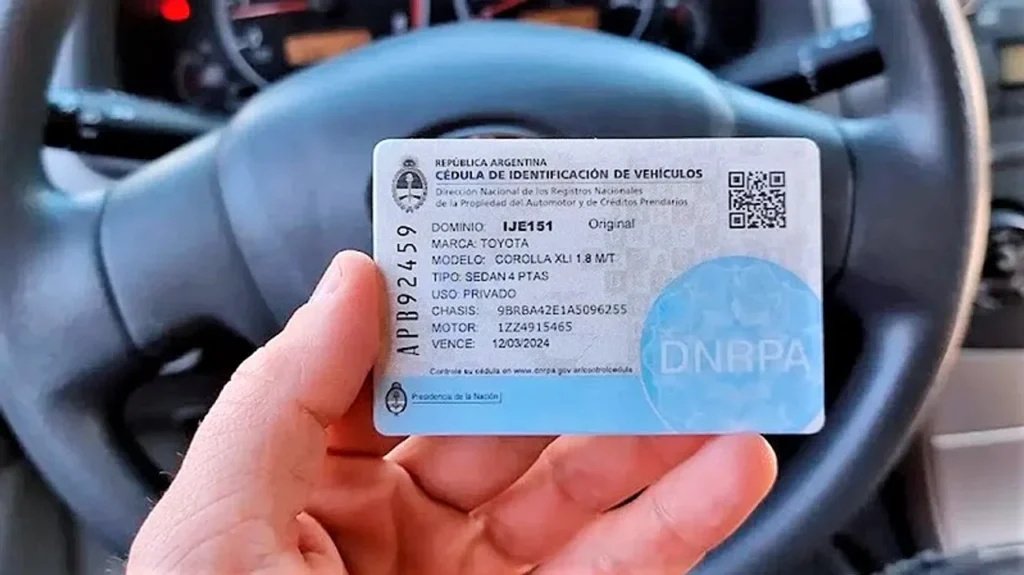 REPÚBLICA ARGENTINA
CÉDULA DE IDENTIFICACIÓN DE VEHÍCULOS
Dirección Nacional de los Registros Nacionales
de la Propiedad del Automotor y de Créditos Prendarios
DOMINIO: IJE151 Original
MARCA: TOYOTA
MODELO: COROLLA XLI 1.8 M/T
TIPO: SEDAN 4 PTAS
USO: PRIVADO
CHASIS: 9BRBA42E1A5096255
MOTOR: 1ZZ4915465
VENCE: 12/03/2024
APB92459
DNRPA
Controle su cédula en www.dnrpa.gov.ar/controlcedula
Presidencia de la Nación